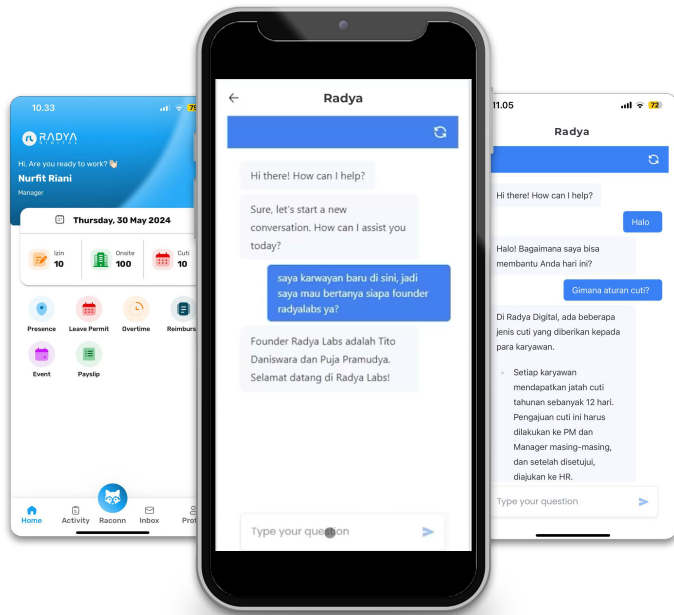 10.33
RADYA
DIGITAL
Hi, Are you ready to work?
Nurfit Riani
Manager
Thursday, 30 May 2024
Izin
10
Onsite
100
Cuti
10
Presence
Leave Permit
Overtime
Reimburs
Event
Payslip
Home
Activity
Raconn
Inbox
Radya
Hi there! How can I help?
Sure, let's start a new
conversation. How can I assist you
today?
saya karwayan baru di sini, jadi
saya mau bertanya siapa founder
radyalabs ya?
Founder Radya Labs adalah Tito
Daniswara dan Puja Pramudya.
Selamat datang di Radya Labs!
Type your question
11.05
72
Radya
Hi there! How can I help?
Halo
Halo! Bagaimana saya bisa
membantu Anda hari ini?
Gimana aturan cuti?
Di Radya Digital, ada beberapa
jenis cuti yang diberikan kepada
para karyawan.
- Setiap karyawan
mendapatkan jatah cuti
tahunan sebanyak 12 hari.
Pengajuan cuti ini harus
dilakukan ke PM dan
Manager masing-masing,
dan setelah disetujui,
diajukan ke HR.
Type your question